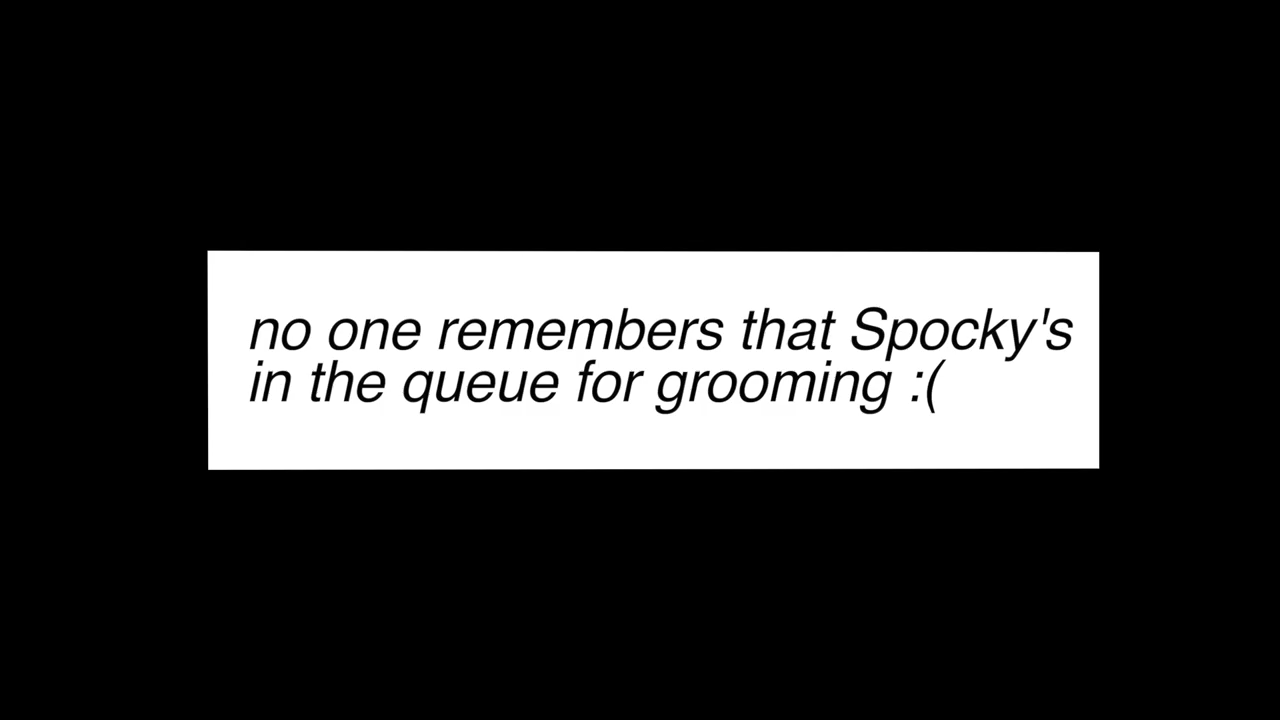 no one remembers that Spocky's
in the queue for grooming :(